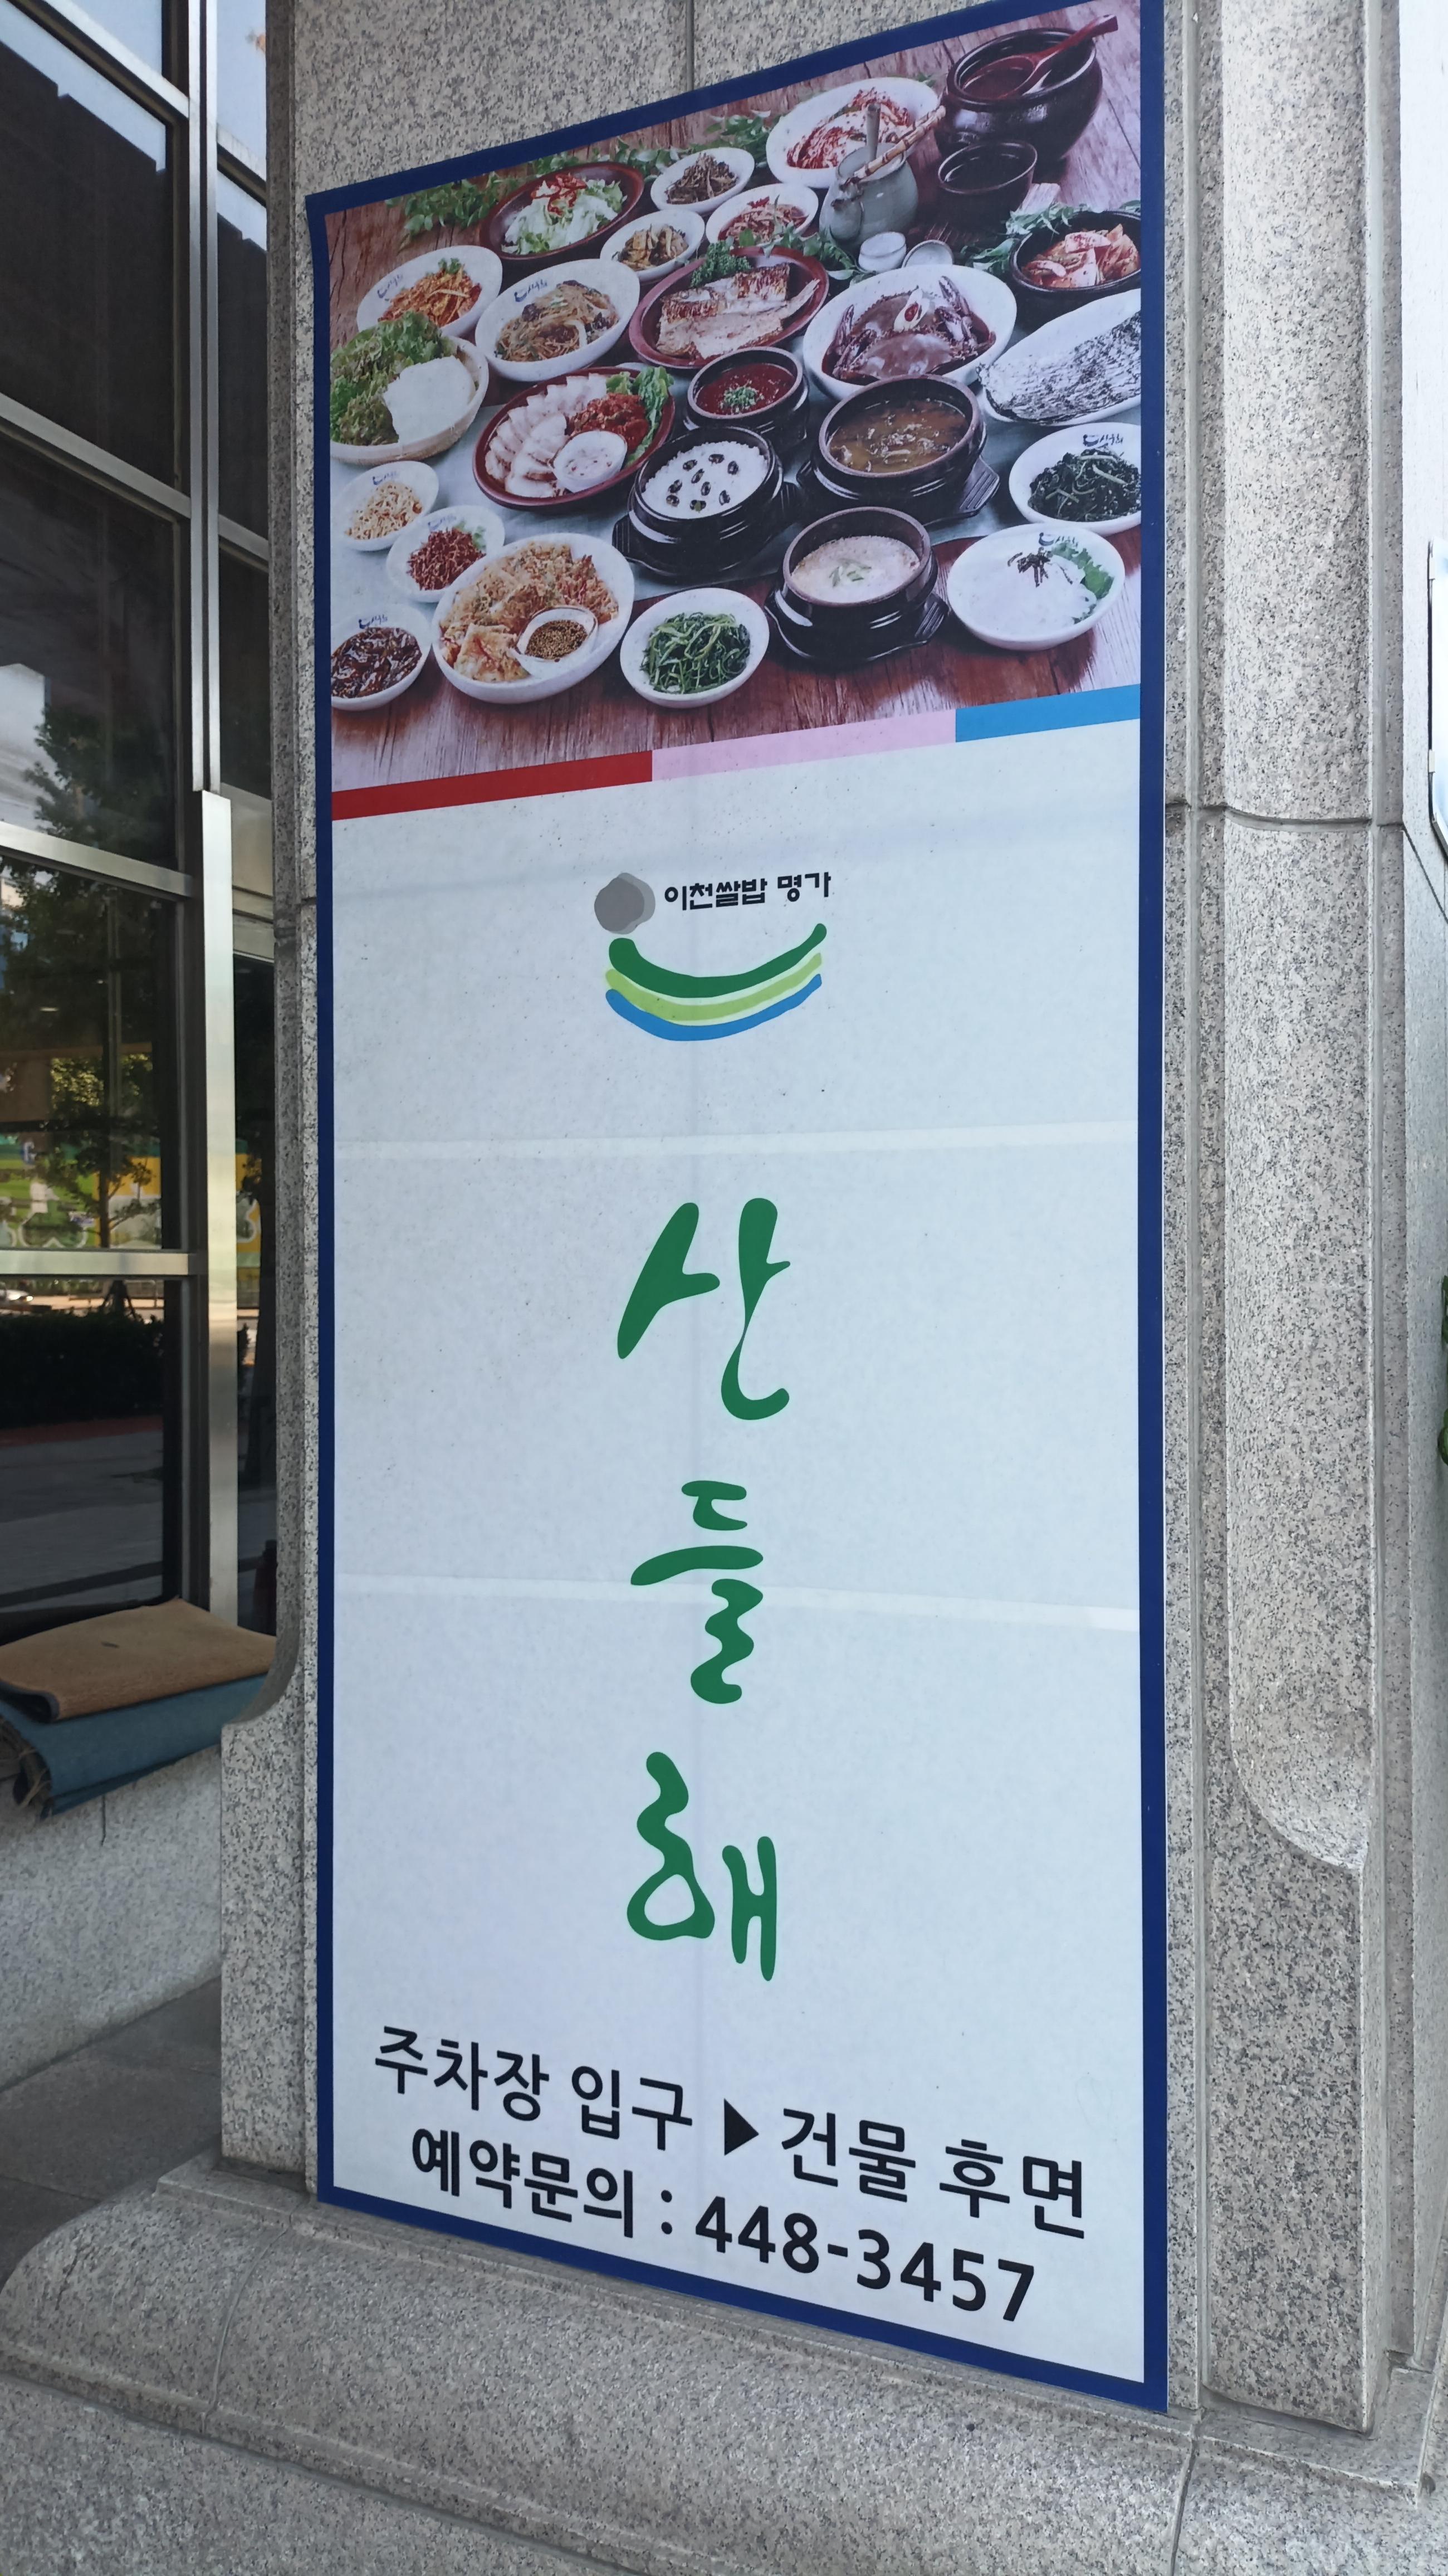 이천쌀밥 명가
산
들
해
주차장 입구 ▶ 건물 후면
예약문의 : 448-3457